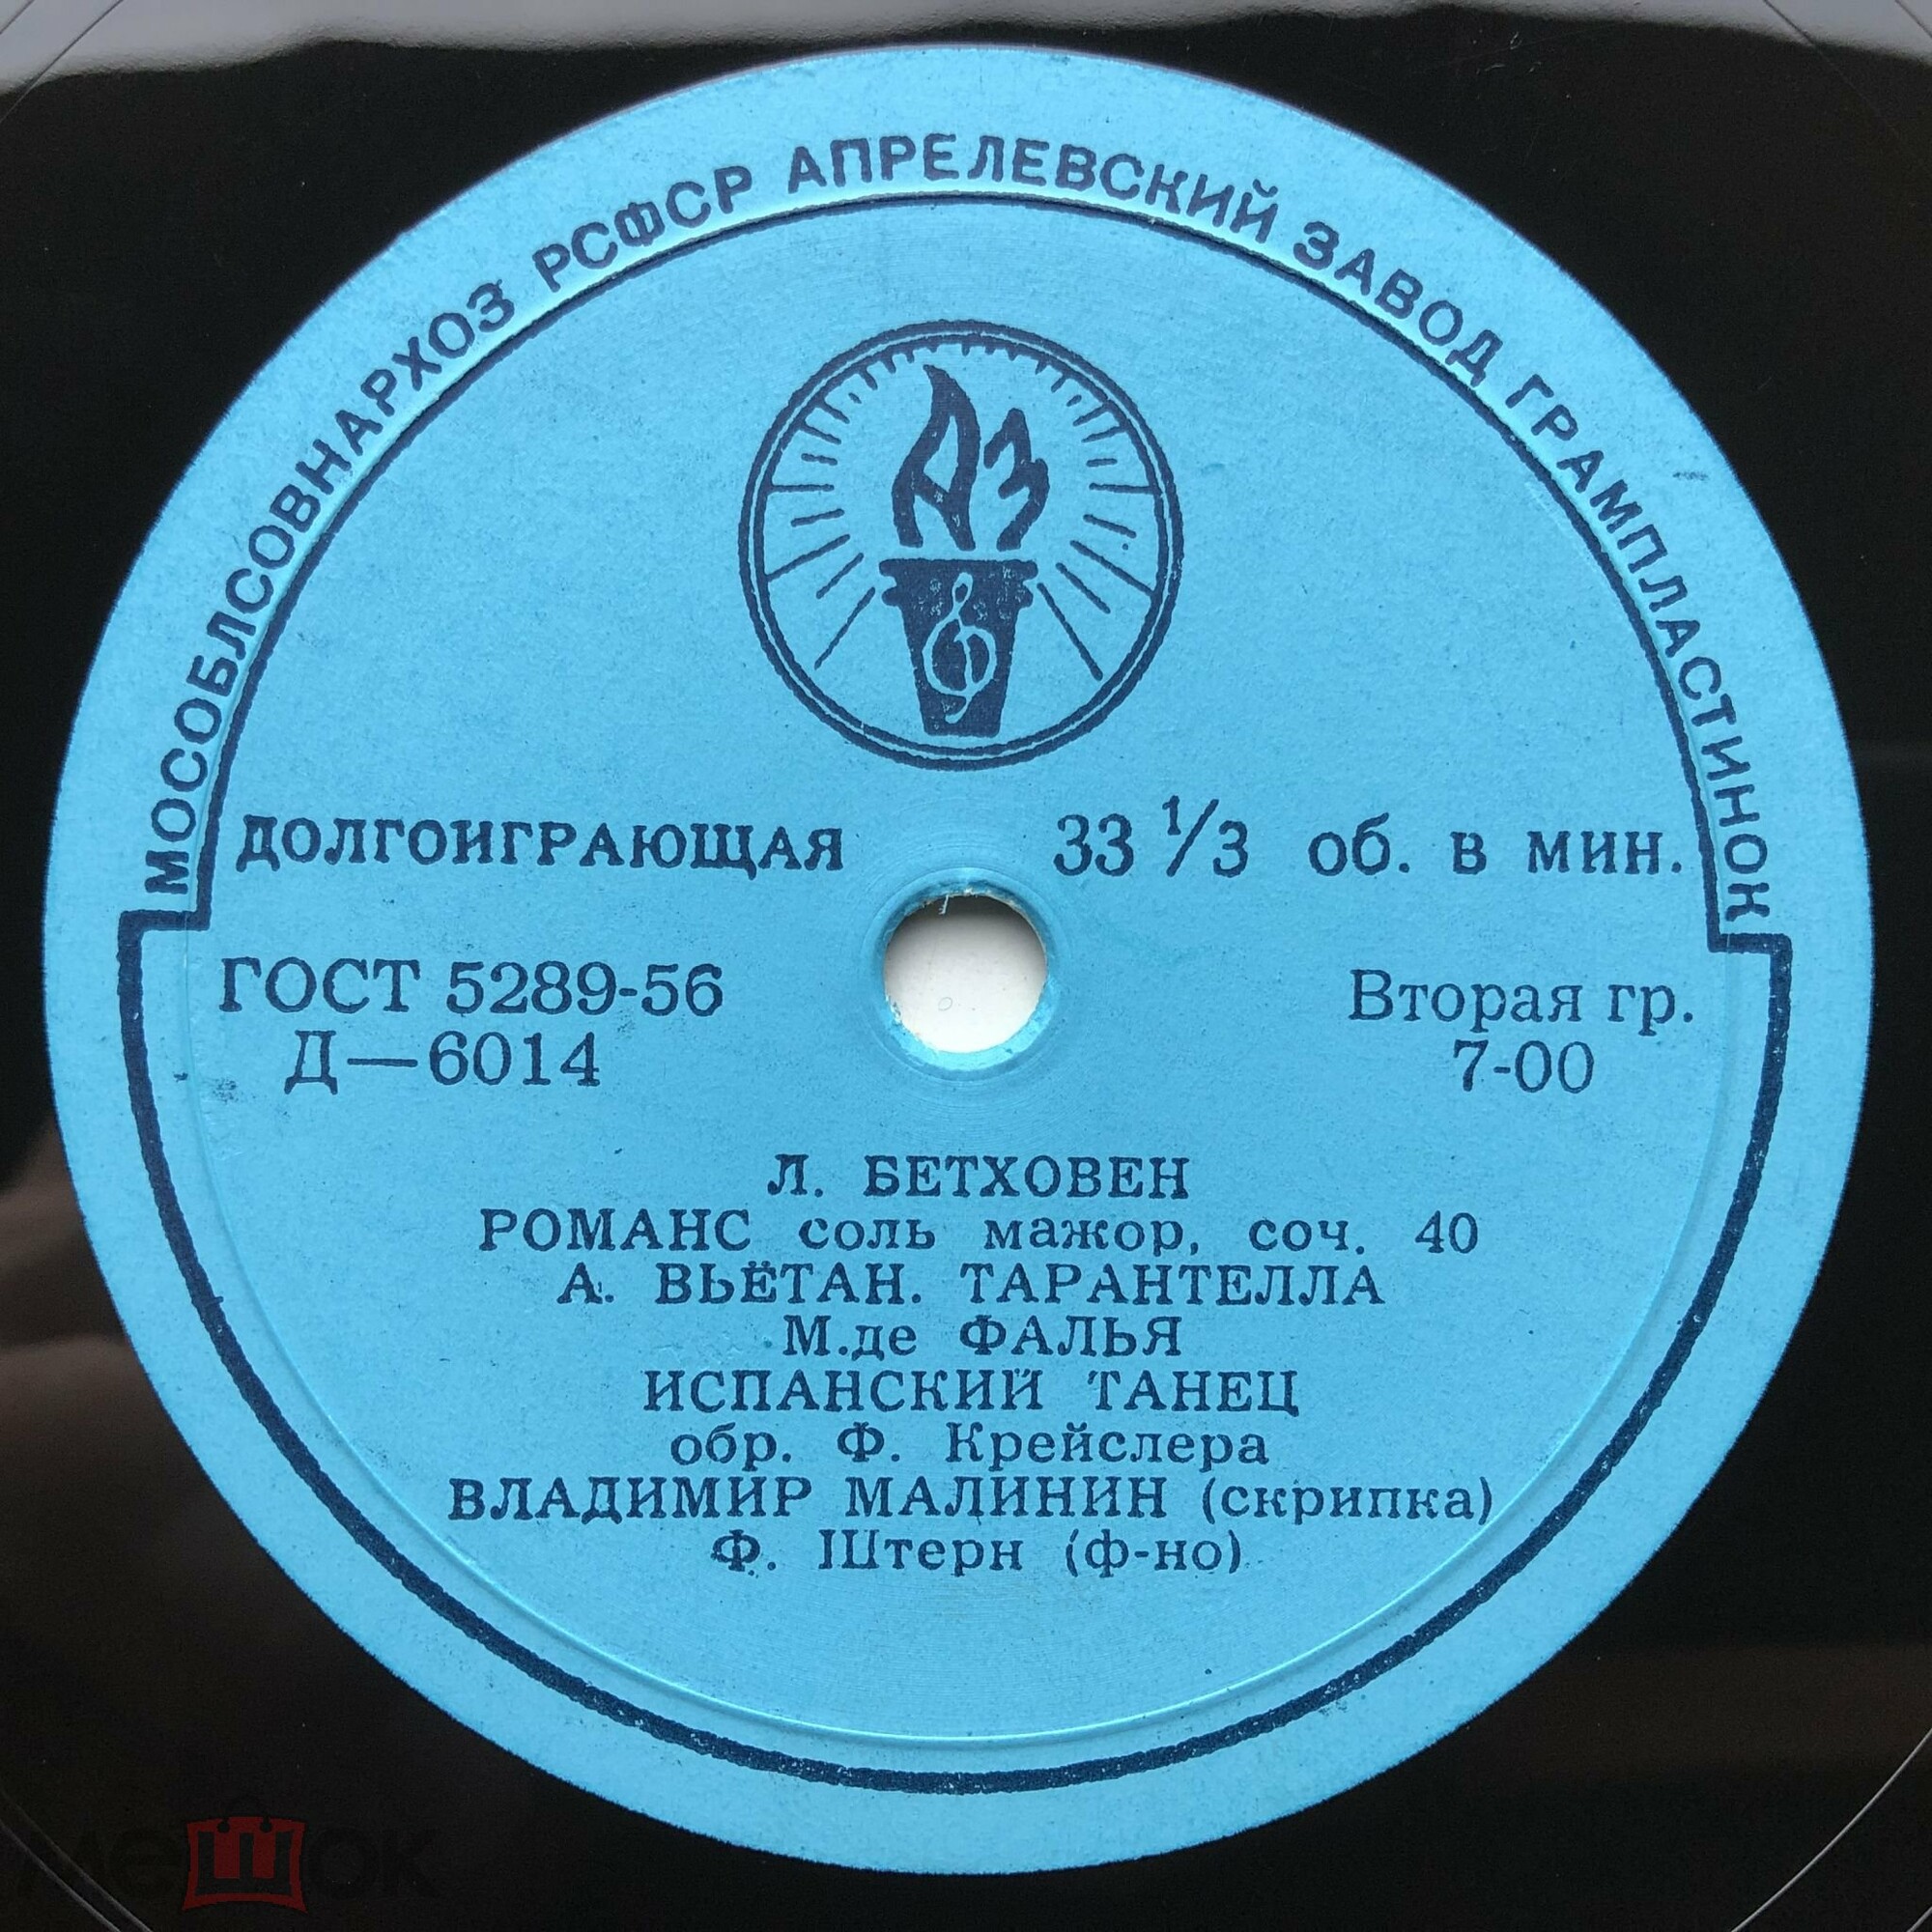 МОСОБЛСОВНАРХОЗ РСФСР АПРЕЛЕВСКИЙ ЗАВОД ГРАМПЛАСТИНОК
АЗ
ДОЛГОИГРАЮЩАЯ 33 1/3 об. в мин.
ГОСТ 5289-56 Вторая гр.
Д—6014 7-00
Л. БЕТХОВЕН
РОМАНС соль мажор, соч. 40
А. ВЬЁТАН. ТАРАНТЕЛЛА
М.де ФАЛЬЯ
ИСПАНСКИЙ ТАНЕЦ
обр. Ф. Крейслера
ВЛАДИМИР МАЛИНИН (скрипка)
Ф. Штерн (ф-но)
мешок